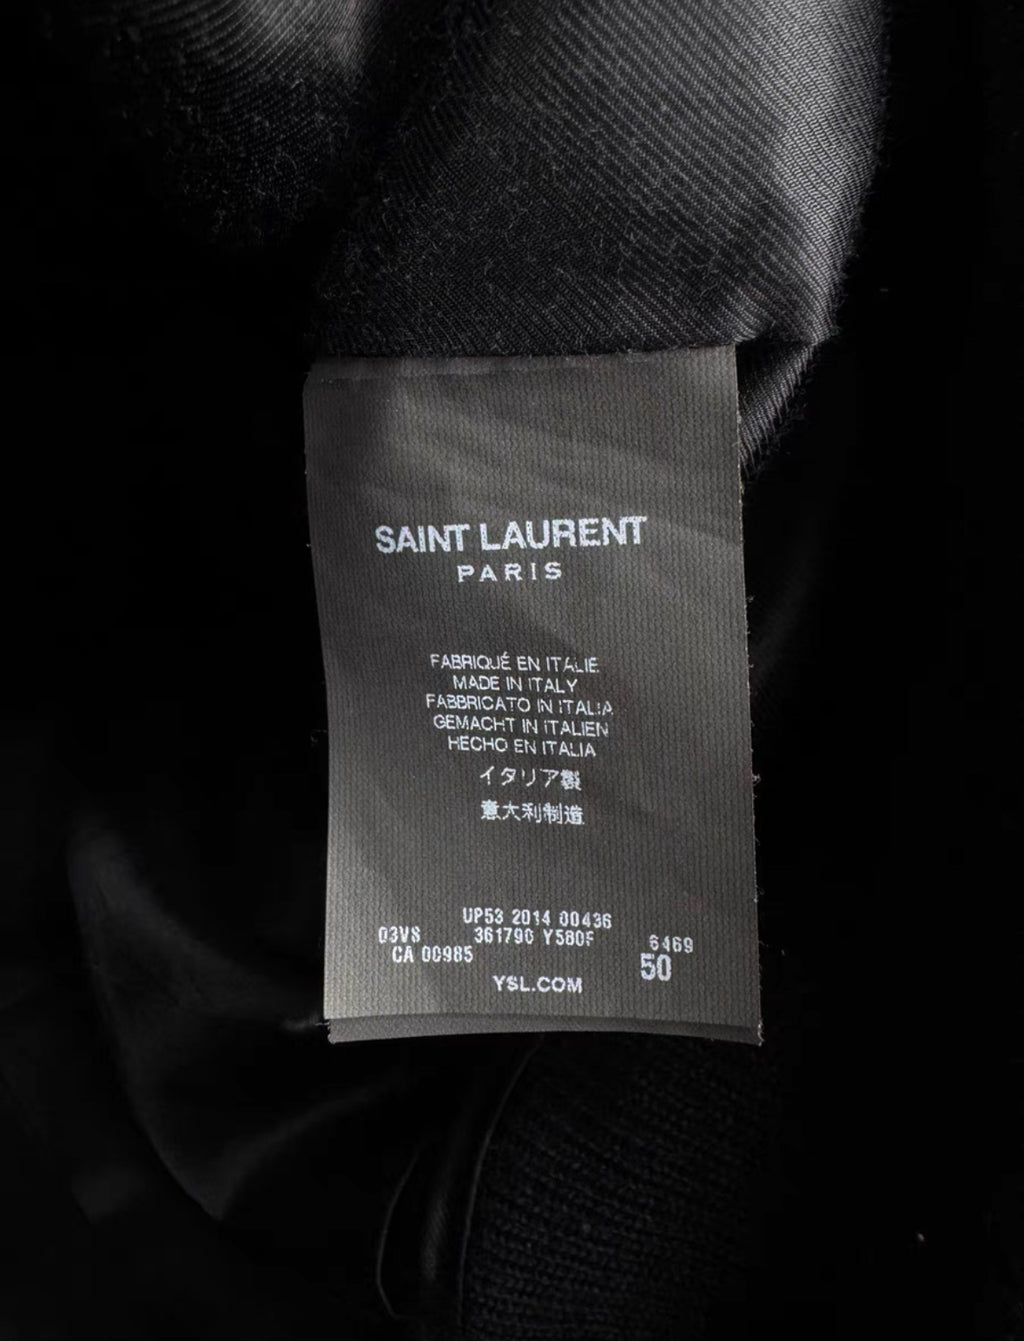 SAINT LAURENT
PARIS
FABRIQUÉ EN ITALIE
MADE IN ITALY
FABBRICATO IN ITALIA
GEMACHT IN ITALIEN
HECHO EN ITALIA
イタリア製
意大利制造
UP53 2014 00436
03VS 361790 Y580F 6469
CA 00985 50
YSL.COM